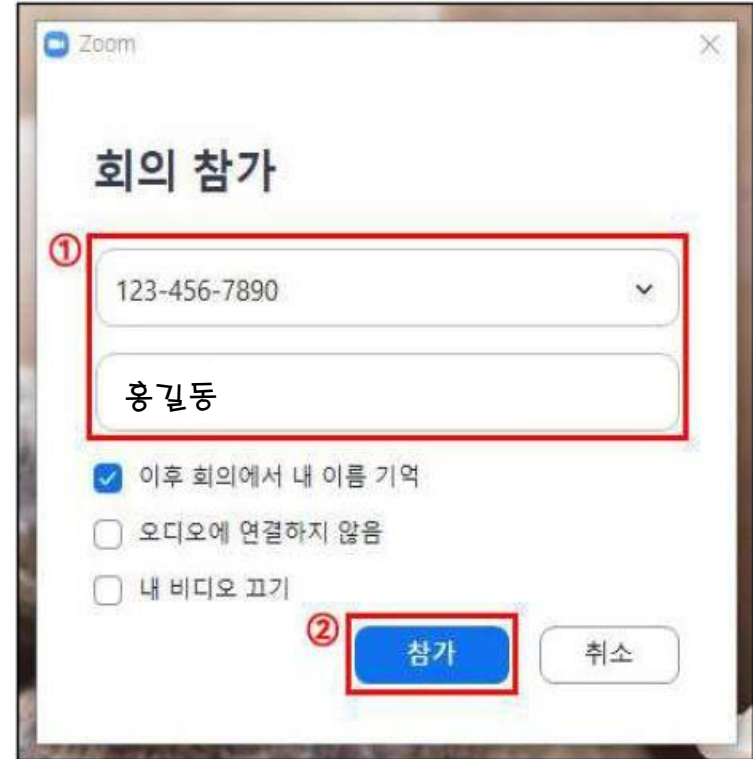 Zoom
회의 참가
①
123-456-7890
홍길동
이후 회의에서 내 이름 기억
오디오에 연결하지 않음
내 비디오 끄기
②
참가 취소